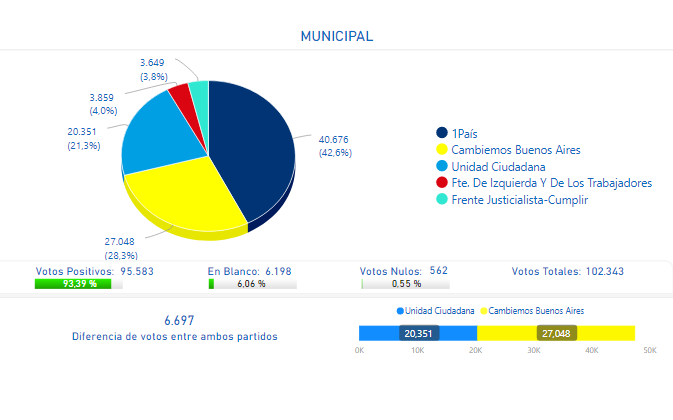 MUNICIPAL
3.649
(3,8%)
3.859
(4,0%)
20.351
(21,3%)
40.676
(42,6%)
27.048
(28,3%)
1País
Cambiemos Buenos Aires
Unidad Ciudadana
Fte. De Izquierda Y De Los Trabajadores
Frente Justicialista-Cumplir
Votos Positivos: 95.583
93,39 %
En Blanco: 6.198
6,06 %
Votos Nulos: 562
0,55 %
Votos Totales: 102.343
6.697
Diferencia de votos entre ambos partidos
Unidad Ciudadana Cambiemos Buenos Aires
20,351 27,048
0K 10K 20K 30K 40K 50K